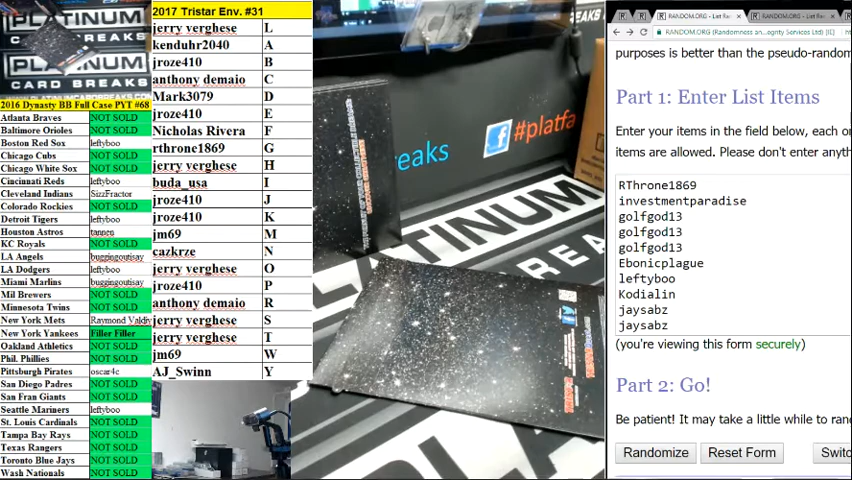 PLATINUM
CARD BREAKS
2016 Dynasty BB Full Case PYT #68
Atlanta Braves NOT SOLD
Baltimore Orioles NOT SOLD
Boston Red Sox leftyboo
Chicago Cubs NOT SOLD
Chicago White Sox NOT SOLD
Cincinnati Reds leftyboo
Cleveland Indians SizzFractor
Colorado Rockies NOT SOLD
Detroit Tigers leftyboo
Houston Astros tannen
KC Royals NOT SOLD
LA Angels buggingoutisay
LA Dodgers leftyboo
Miami Marlins buggingoutisay
Mil Brewers NOT SOLD
Minnesota Twins NOT SOLD
New York Mets Raymond Valdiv
New York Yankees Filler Filler
Oakland Athletics NOT SOLD
Phil. Phillies NOT SOLD
Pittsburgh Pirates oscar4c
San Diego Padres NOT SOLD
San Fran Giants NOT SOLD
Seattle Mariners leftyboo
St. Louis Cardinals NOT SOLD
Tampa Bay Rays NOT SOLD
Texas Rangers NOT SOLD
Toronto Blue Jays NOT SOLD
Wash Nationals NOT SOLD
2017 Tristar Env. #31
jerry verghese L
kenduhr2040 A
jroze410 B
anthony demaio C
Mark3079 D
jroze410 E
Nicholas Rivera F
rthrone1869 G
jerry verghese H
buda_usa I
jroze410 J
jroze410 K
jm69 M
cazkrze N
jerry verghese O
jroze410 P
anthony demaio R
jerry verghese S
jerry verghese T
jm69 W
AJ_Swinn Y
eaks
f #platfa
PLATINUM
RANDOM.ORG - List Ra
RANDOM.ORG - List Ra
purposes is better than the pseudo-random
Part 1: Enter List Items
Enter your items in the field below, each o
items are allowed. Please don't enter anyth
RThrone1869
investmentparadise
golfgod13
golfgod13
golfgod13
Ebonicplague
leftyboo
Kodialin
jaysabz
jaysabz
(you're viewing this form securely)
Part 2: Go!
Be patient! It may take a little while to rand
Randomize
Reset Form
Switc